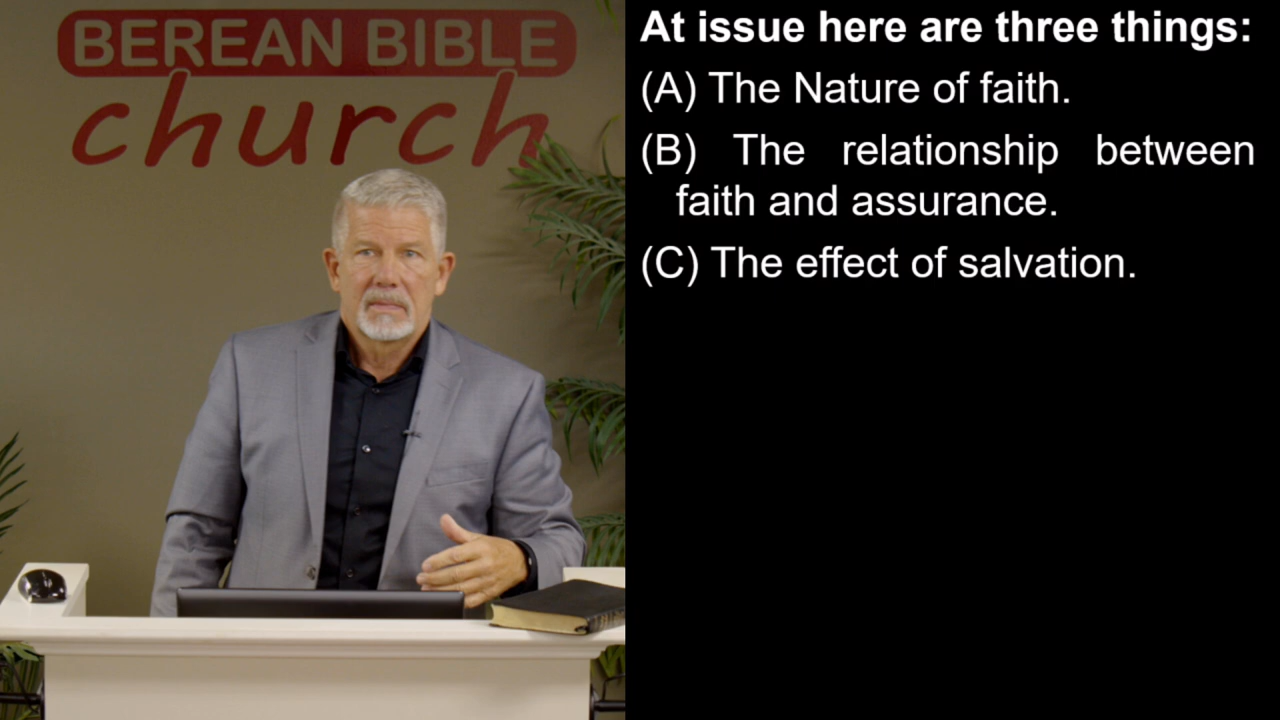 BEREAN BIBLE
church
At issue here are three things:
(A) The Nature of faith.
(B) The relationship between
faith and assurance.
(C) The effect of salvation.